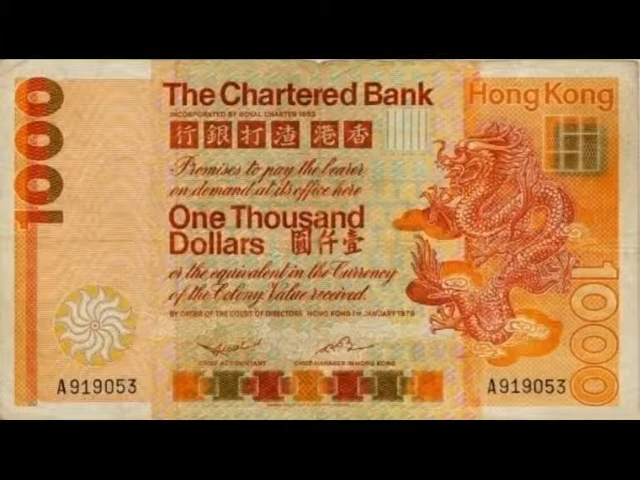 1000
The Chartered Bank
Hong Kong
INCORPORATED BY ROYAL CHARTER 1853
行銀打渣港香
Promises to pay the bearer
on demand at its office here
One Thousand
Dollars 圓仟壹
or the equivalent in the Currency
of the Colony Value received.
BY ORDER OF THE COURT OF DIRECTORS HONG KONG 1st JANUARY 1979
CHIEF ACCOUNTANT
CHIEF MANAGER IN HONG KONG
A919053
A919053
1000